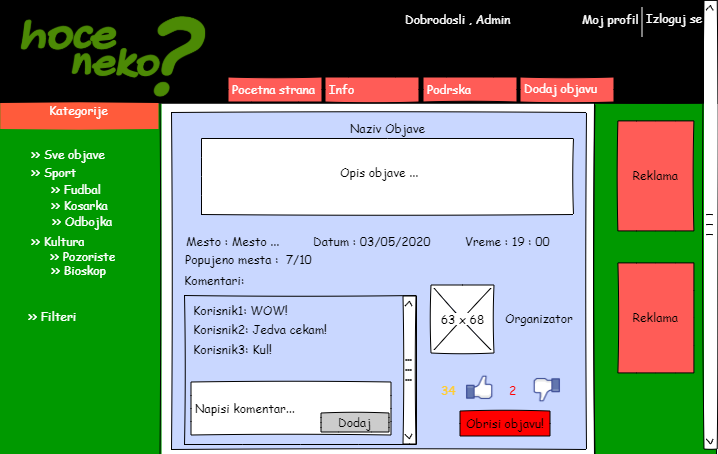 hoce
neko?
Dobrodosli , Admin
Moj profil
Izloguj se
Pocetna strana
Info
Podrska
Dodaj objavu
Kategorije
>> Sve objave
>> Sport
>> Fudbal
>> Kosarka
>> Odbojka
>> Kultura
>> Pozoriste
>> Bioskop
>> Filteri
Naziv Objave
Opis objave ...
Mesto : Mesto ...
Datum : 03/05/2020
Vreme : 19 : 00
Popujeno mesta : 7/10
Komentari:
Korisnik1: WOW!
Korisnik2: Jedva cekam!
Korisnik3: Kul!
Napisi komentar...
Dodaj
63 x 68
Organizator
34
2
Obrisi objavu!
Reklama
Reklama